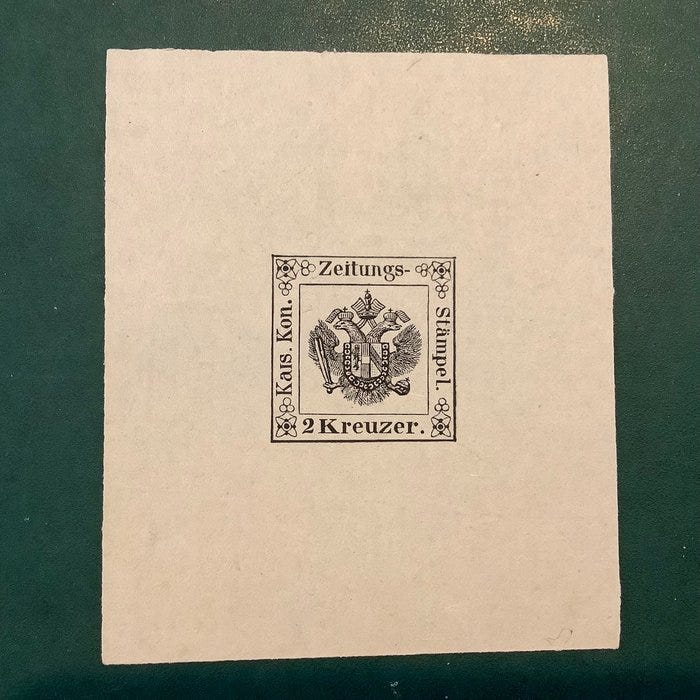 Zeitungs-
Stämpel.
Kais. Kon.
2 Kreuzer.